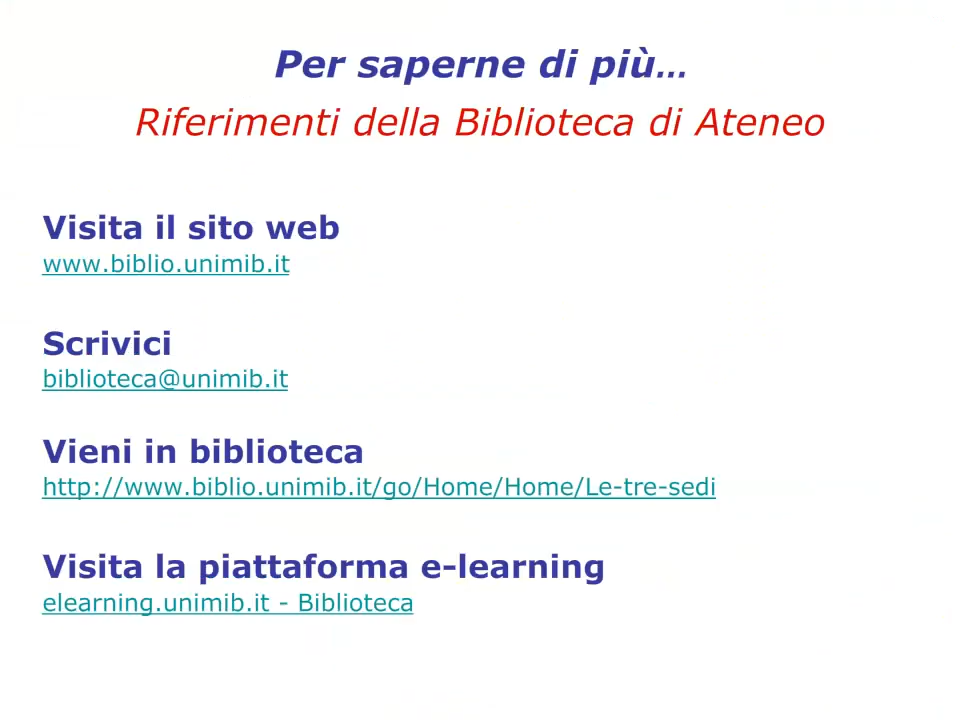 Per saperne di più...
Riferimenti della Biblioteca di Ateneo
Visita il sito web
www.biblio.unimib.it
Scrivici
biblioteca@unimib.it
Vieni in biblioteca
http://www.biblio.unimib.it/go/Home/Home/Le-tre-sedi
Visita la piattaforma e-learning
elearning.unimib.it - Biblioteca